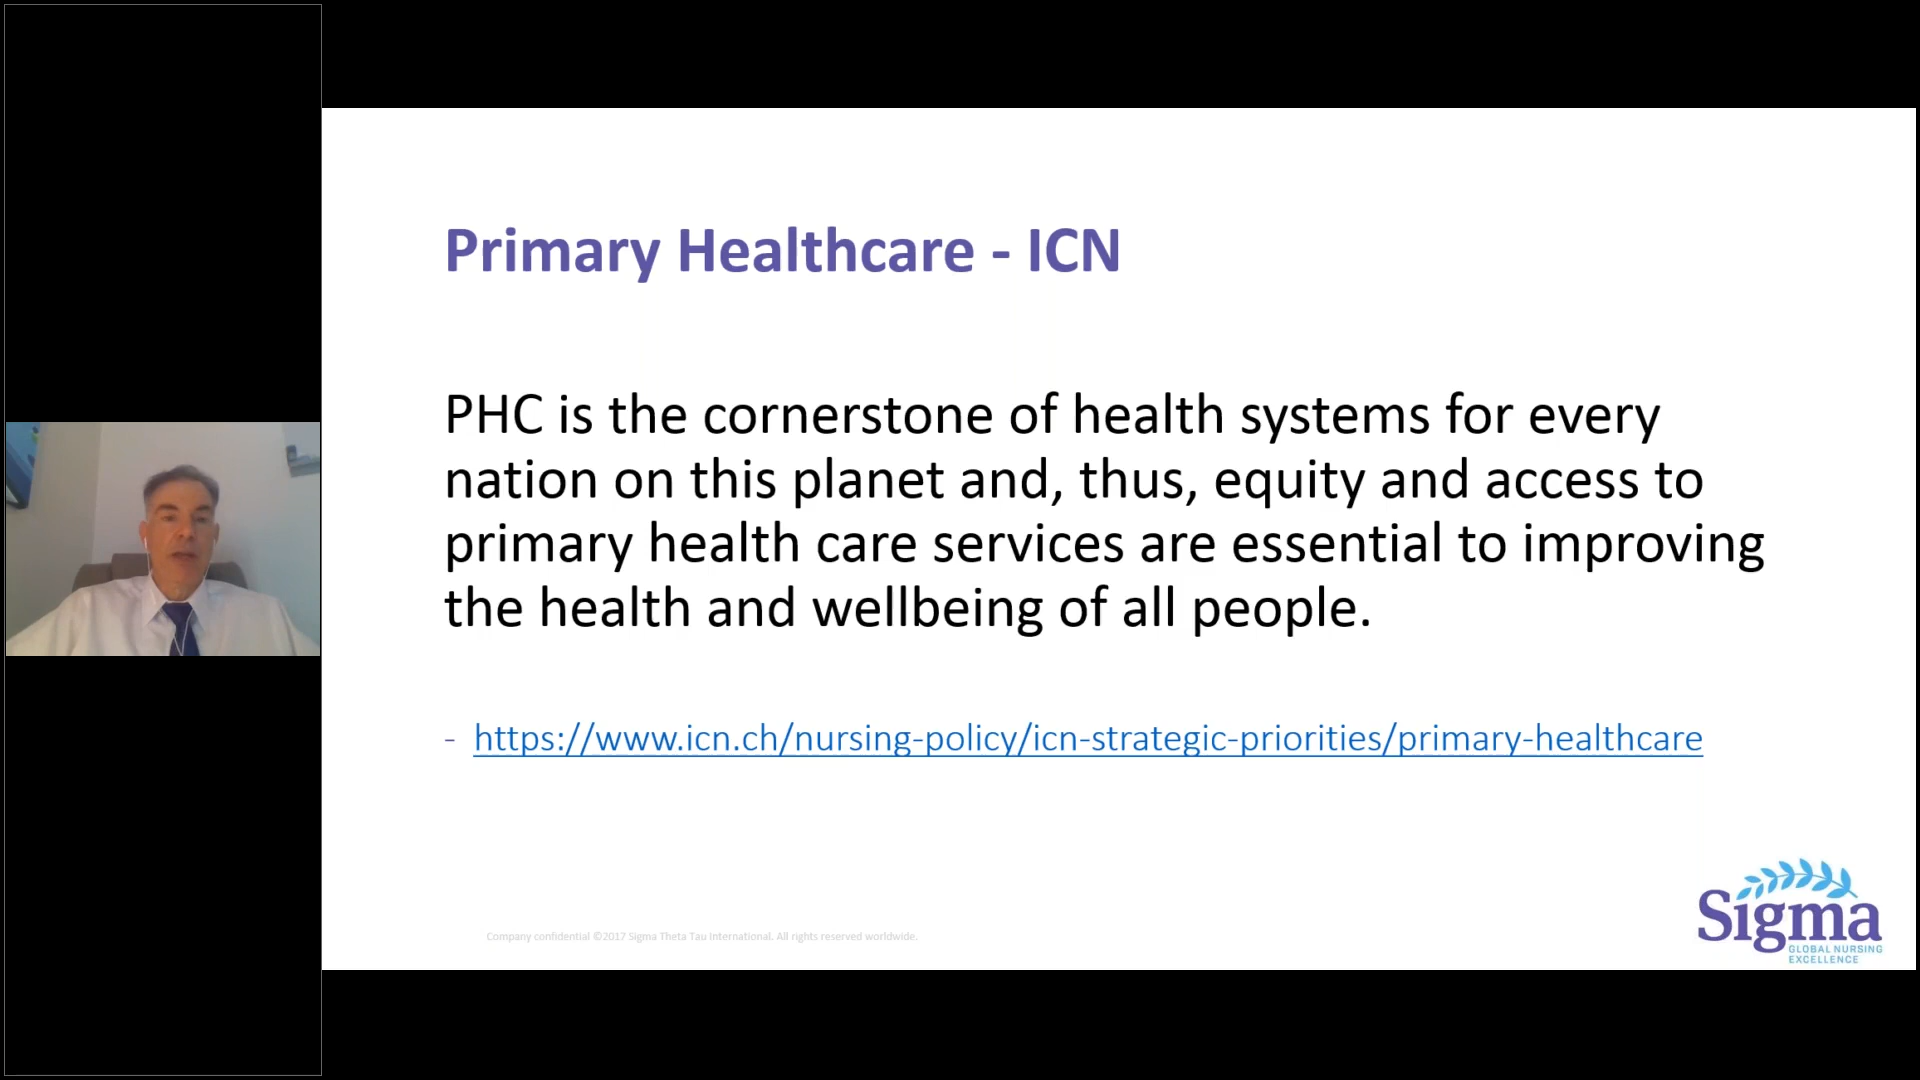 Primary Healthcare - ICN
PHC is the cornerstone of health systems for every
nation on this planet and, thus, equity and access to
primary health care services are essential to improving
the health and wellbeing of all people.
- https://www.icn.ch/nursing-policy/icn-strategic-priorities/primary-healthcare
Company confidential ©2017 Sigma Theta Tau International. All rights reserved worldwide.
Sigma
GLOBAL NURSING
EXCELLENCE